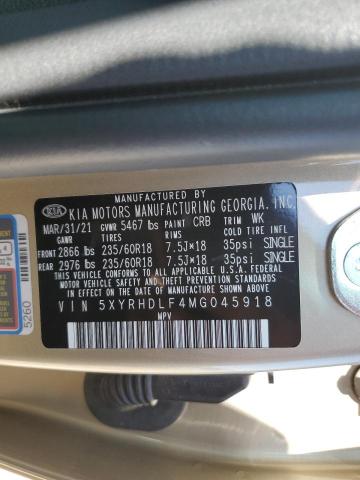 KIA KIA MOTORS MANUFACTURING GEORGIA, INC.
MAR/31/21 GVWR 5467 lbs PAINT CRB TRIM WK
GAWR TIRES RIMS COLD TIRE INFL
FRONT 2866 lbs 235/60R18 7.5J×18 35psi SINGLE
REAR 2976 lbs 235/60R18 7.5J×18 35psi SINGLE
THIS VEHICLE CONFORMS TO ALL APPLICABLE FEDERAL
MOTOR VEHICLE SAFETY, BUMPER, AND THEFT PREVENTION
STANDARDS IN EFFECT ON THE DATE OF MANUFACTURE
SHOWN ABOVE.
VIN 5XYRHDLF4MG045918
MPV
5260